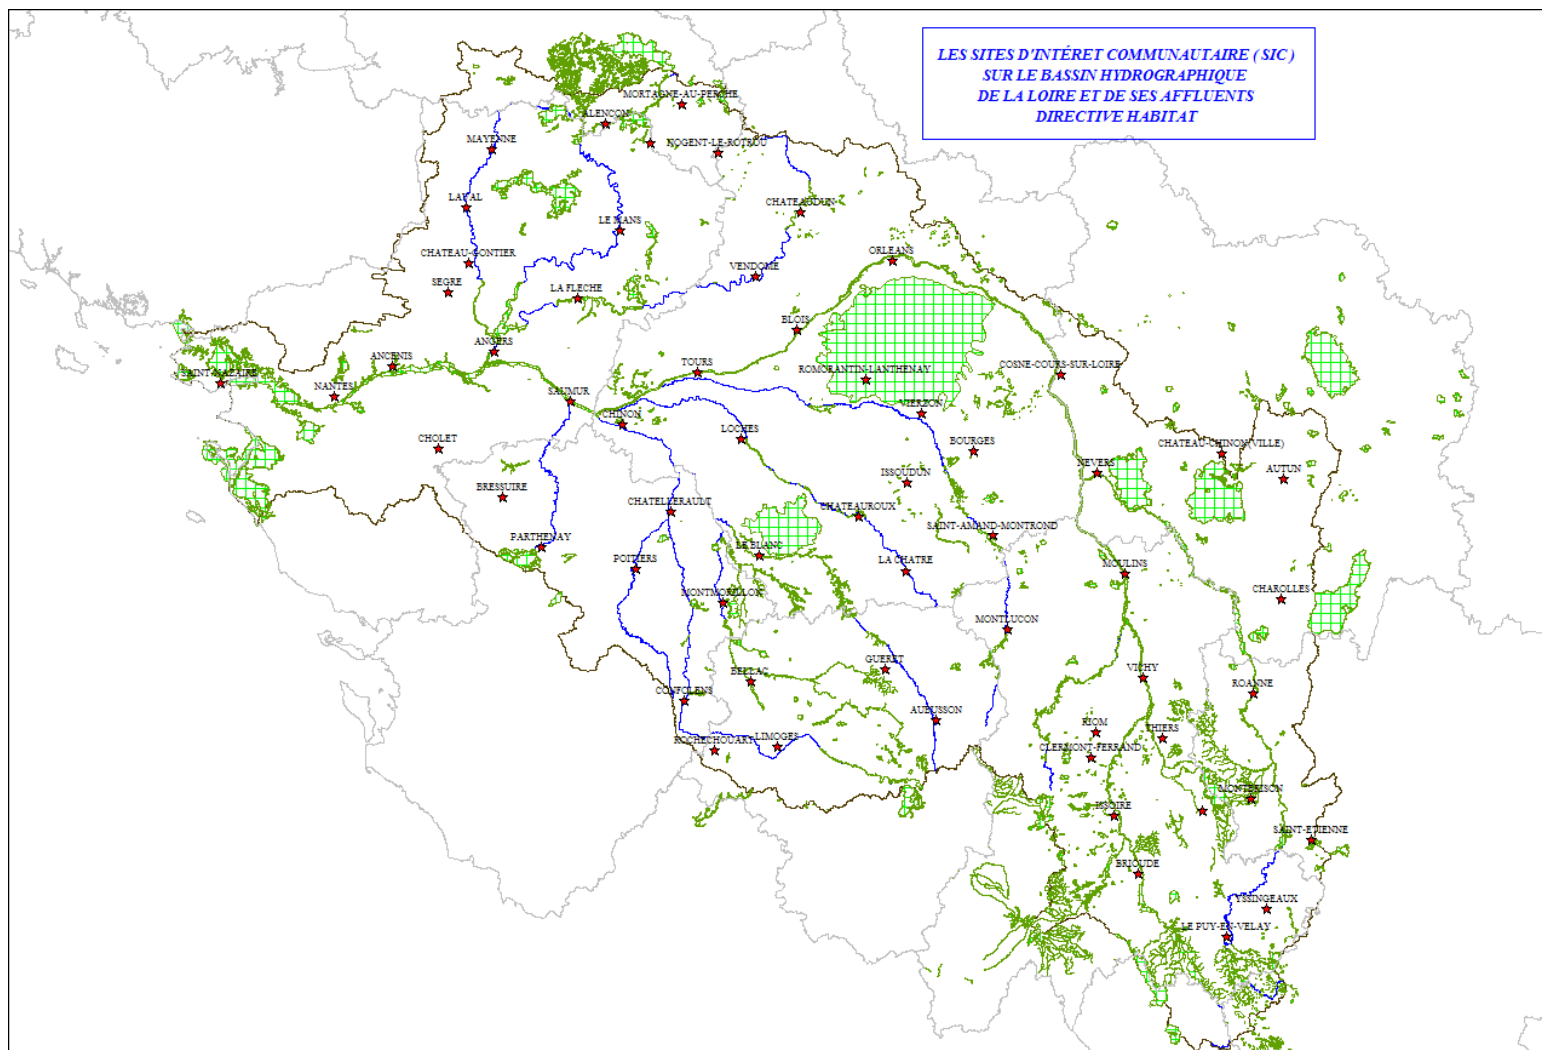 LES SITES D'INTÉRET COMMUNAUTAIRE ( SIC )
SUR LE BASSIN HYDROGRAPHIQUE
DE LA LOIRE ET DE SES AFFLUENTS
DIRECTIVE HABITAT
MORTAGNE-AU-PERCHE
ALENCON
MAYENNE
NOGENT-LE-ROTROU
LAVAL
LE MANS
CHATEAUDUN
CHATEAU-GONTIER
ORLEANS
SEGRE
LA FLECHE
VENDOME
BLOIS
ANGERS
ANCENIS
SAINT-NAZAIRE
NANTES
TOURS
ROMORANTIN-LANTHENAY
COSNE-COURS-SUR-LOIRE
SAUMUR
CHINON
VIERZON
CHOLET
LOCHES
BOURGES
CHATEAU-CHINON(VILLE)
NEVERS
AUTUN
BRESSUIRE
ISSOUDUN
CHATELLERAULT
CHATEAUROUX
SAINT-AMAND-MONTROND
PARTHENAY
LE BLANC
POITIERS
LA CHATRE
MOULINS
MONTMORILLON
CHAROLLES
MONTLUCON
GUERET
BELLAC
VICHY
CONFOLENS
ROANNE
AUBUSSON
RIOM
THIERS
ROCHECHOUART
LIMOGES
CLERMONT-FERRAND
MONTBRISON
ISSOIRE
SAINT-ETIENNE
BRIOUDE
YSSINGEAUX
LE PUY-EN-VELAY